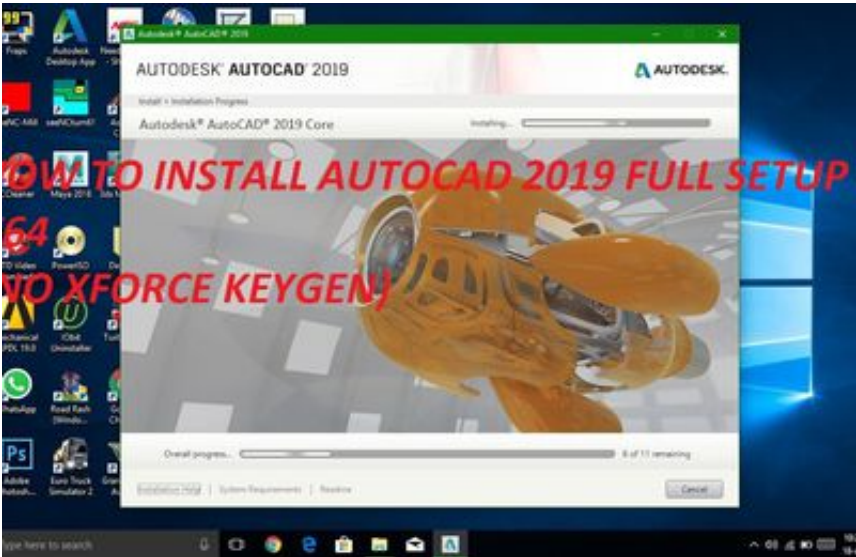 Fraps
Autodesk
Desktop App
Autodesk® AutoCAD® 2019
AUTODESK® AUTOCAD® 2019
AUTODESK.
Install > Installation Progress
Autodesk® AutoCAD® 2019 Core
Installing...
OW TO INSTALL AUTOCAD 2019 FULL SETUP
64
NO XFORCE KEYGEN)
CCleaner
Maya 2018
PowerISO
IObit
Uninstaller
WhatsApp
Road Rash
Ps
Adobe
Euro Truck
Simulator 2
Overall progress...
6 of 11 remaining
Installation Help | System Requirements | Readme
Cancel
Type here to search